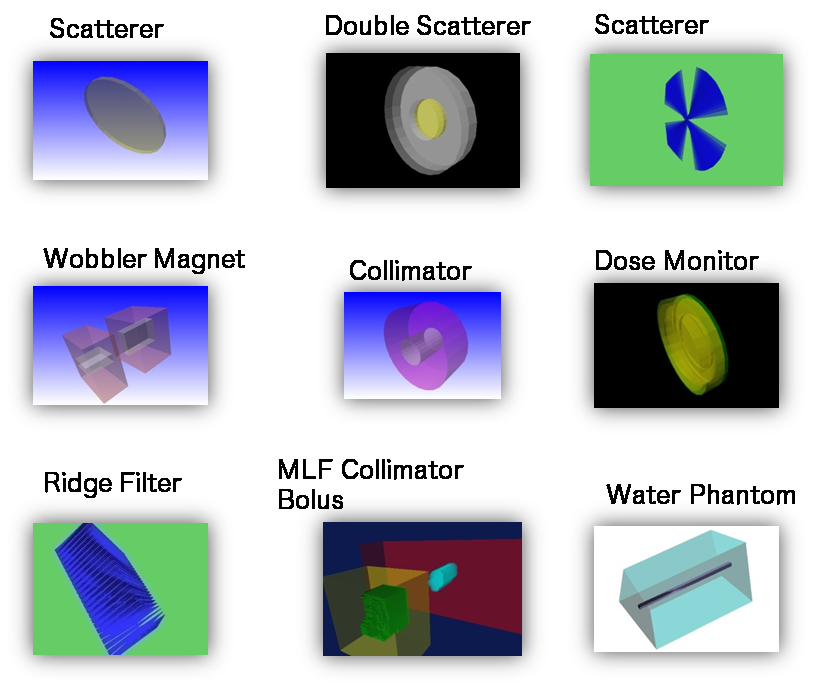 Scatterer
Double Scatterer
Scatterer
Wobbler Magnet
Collimator
Dose Monitor
Ridge Filter
MLF Collimator
Bolus
Water Phantom